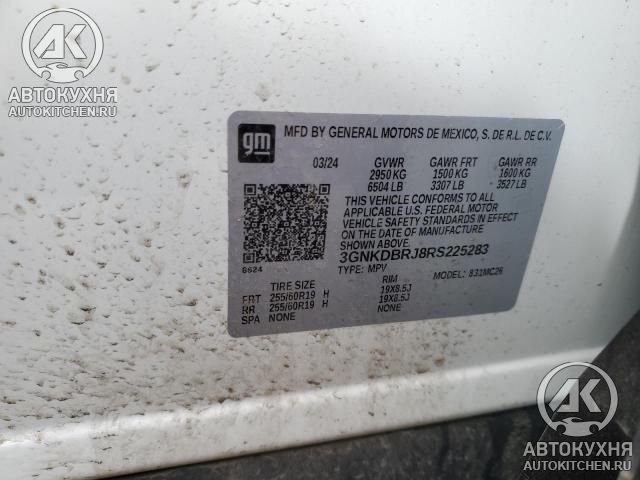 АК
АВТОКУХНЯ
AUTOKITCHEN.RU
gm
MFD BY GENERAL MOTORS DE MEXICO, S. DE R.L. DE C.V.
03/24 GVWR GAWR FRT GAWR RR
2950 KG 1500 KG 1600 KG
6504 LB 3307 LB 3527 LB
THIS VEHICLE CONFORMS TO ALL
APPLICABLE U.S. FEDERAL MOTOR
VEHICLE SAFETY STANDARDS IN EFFECT
ON THE DATE OF MANUFACTURE
SHOWN ABOVE.
3GNKDBRJ8RS225283
TYPE: MPV MODEL: 831MC26
8624
TIRE SIZE RIM
FRT 255/60R19 H 19X8.5J
RR 255/60R19 H 19X8.5J
SPA NONE NONE
АК
АВТОКУХНЯ
AUTOKITCHEN.RU